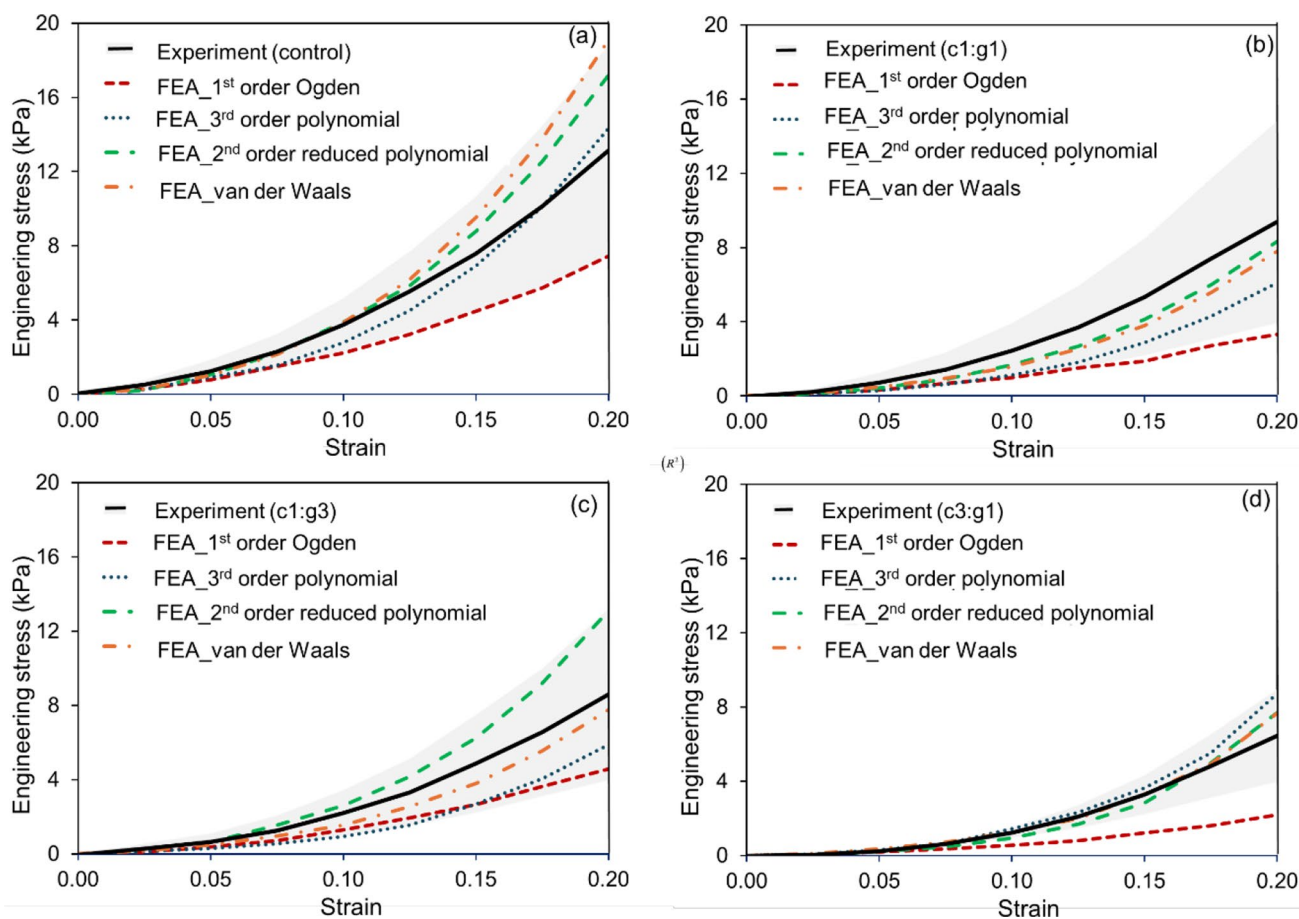 (a)
Experiment (control)
FEA_1st order Ogden
FEA_3rd order polynomial
FEA_2nd order reduced polynomial
FEA_van der Waals
Engineering stress (kPa)
20
16
12
8
4
0
0.00 0.05 0.10 0.15 0.20
Strain
(b)
Experiment (c1:g1)
FEA_1st order Ogden
FEA_3rd order polynomial
FEA_2nd order reduced polynomial
FEA_van der Waals
Engineering stress (kPa)
20
16
12
8
4
0
0.00 0.05 0.10 0.15 0.20
Strain
(R³)
(c)
Experiment (c1:g3)
FEA_1st order Ogden
FEA_3rd order polynomial
FEA_2nd order reduced polynomial
FEA_van der Waals
Engineering stress (kPa)
20
16
12
8
4
0
0.00 0.05 0.10 0.15 0.20
Strain
(d)
Experiment (c3:g1)
FEA_1st order Ogden
FEA_3rd order polynomial
FEA_2nd order reduced polynomial
FEA_van der Waals
Engineering stress (kPa)
20
16
12
8
4
0
0.00 0.05 0.10 0.15 0.20
Strain